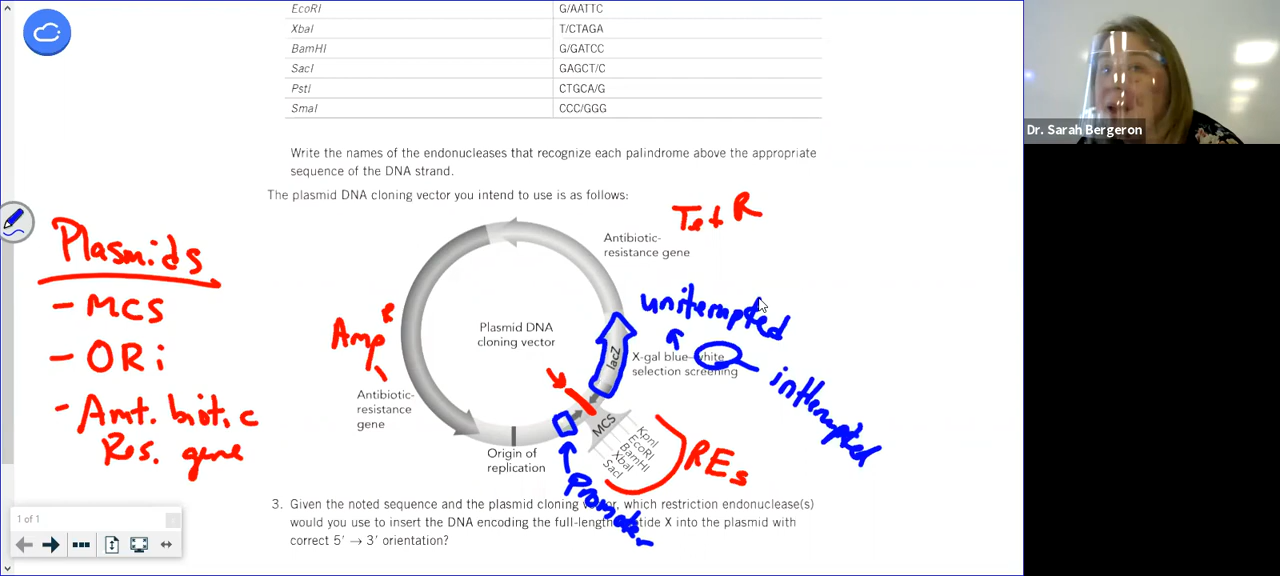 EcoRI G/AATTC
XbaI T/CTAGA
BamHI G/GATCC
SacI GAGCT/C
PstI CTGCA/G
SmaI CCC/GGG
Dr. Sarah Bergeron
Write the names of the endonucleases that recognize each palindrome above the appropriate
sequence of the DNA strand.
The plasmid DNA cloning vector you intend to use is as follows:
Tet R
Antibiotic-
resistance gene
Plasmids
- MCS
- ORi
- Anti biotic
Res. gene
Amp R
Antibiotic-
resistance
gene
Plasmid DNA
cloning vector
uniterrupted
lacZ
X-gal blue-white
selection screening
interrupted
MCS
KpnI
EcoRI
BamHI
XbaI
SacI
REs
Origin of
replication
Promoter
3. Given the noted sequence and the plasmid cloning vector, which restriction endonuclease(s)
would you use to insert the DNA encoding the full-length peptide X into the plasmid with
correct 5' → 3' orientation?
1 of 1